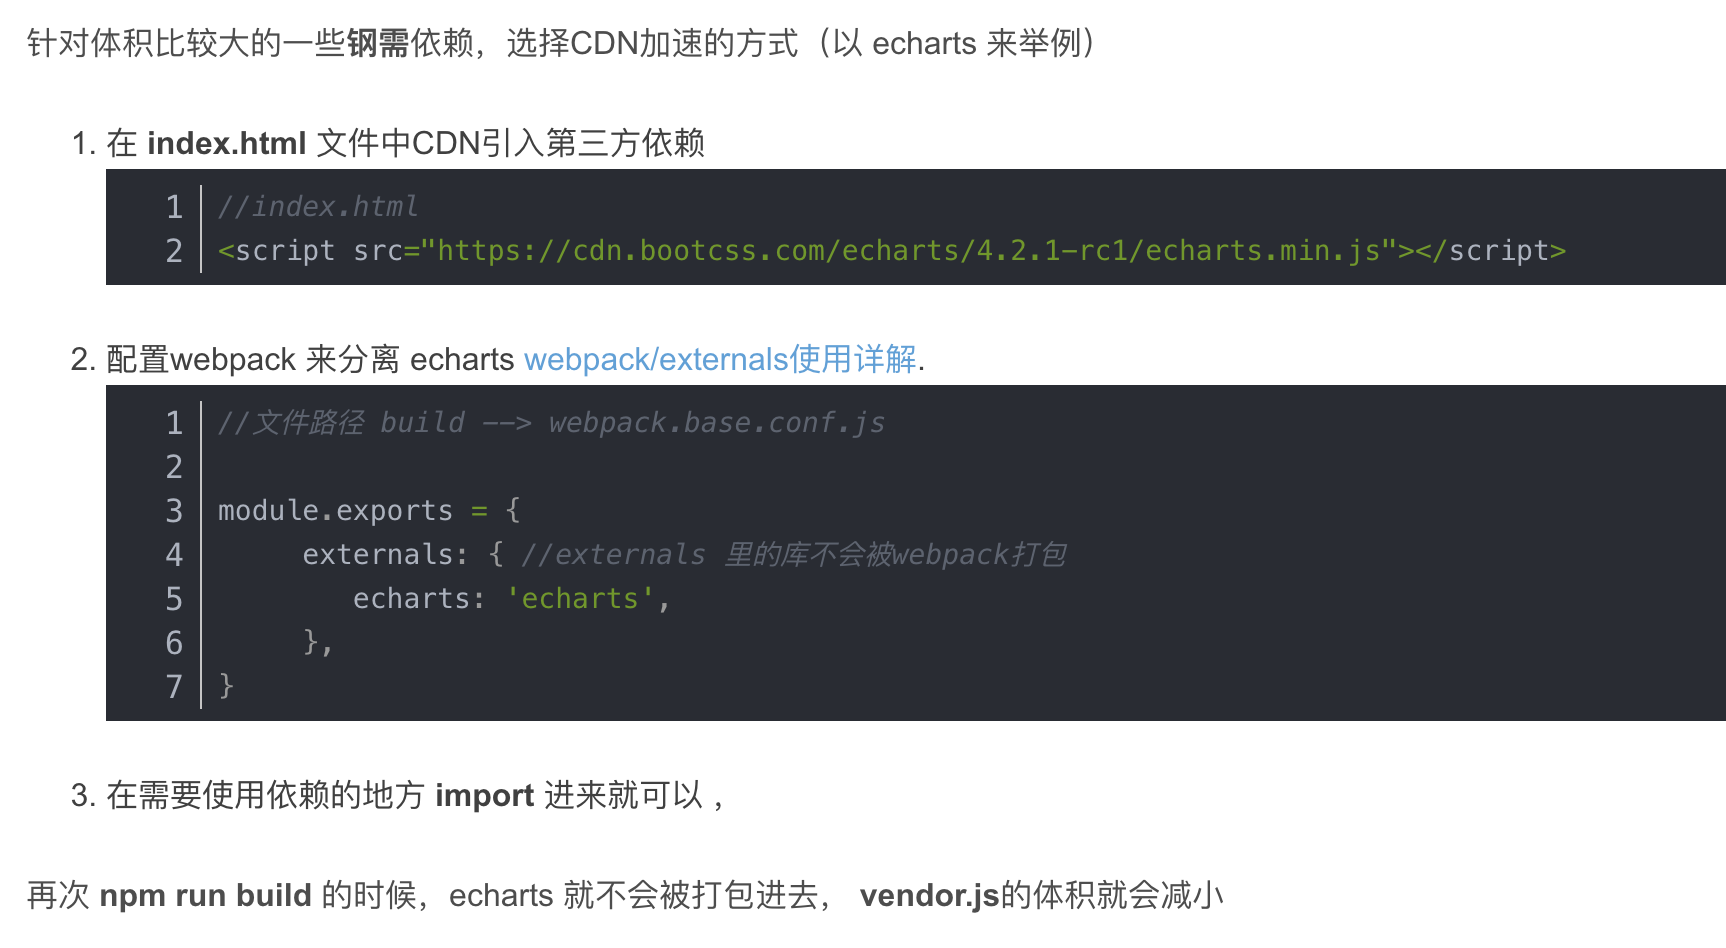 针对体积比较大的一些钢需依赖，选择CDN加速的方式（以 echarts 来举例）
1. 在 index.html 文件中CDN引入第三方依赖
1 //index.html
2 <script src="https://cdn.bootcss.com/echarts/4.2.1-rc1/echarts.min.js"></script>
2. 配置webpack 来分离 echarts webpack/externals使用详解.
1 //文件路径 build --> webpack.base.conf.js
2
3 module.exports = {
4      externals: { //externals 里的库不会被webpack打包
5         echarts: 'echarts',
6      },
7 }
3. 在需要使用依赖的地方 import 进来就可以 ，
再次 npm run build 的时候，echarts 就不会被打包进去， vendor.js的体积就会减小